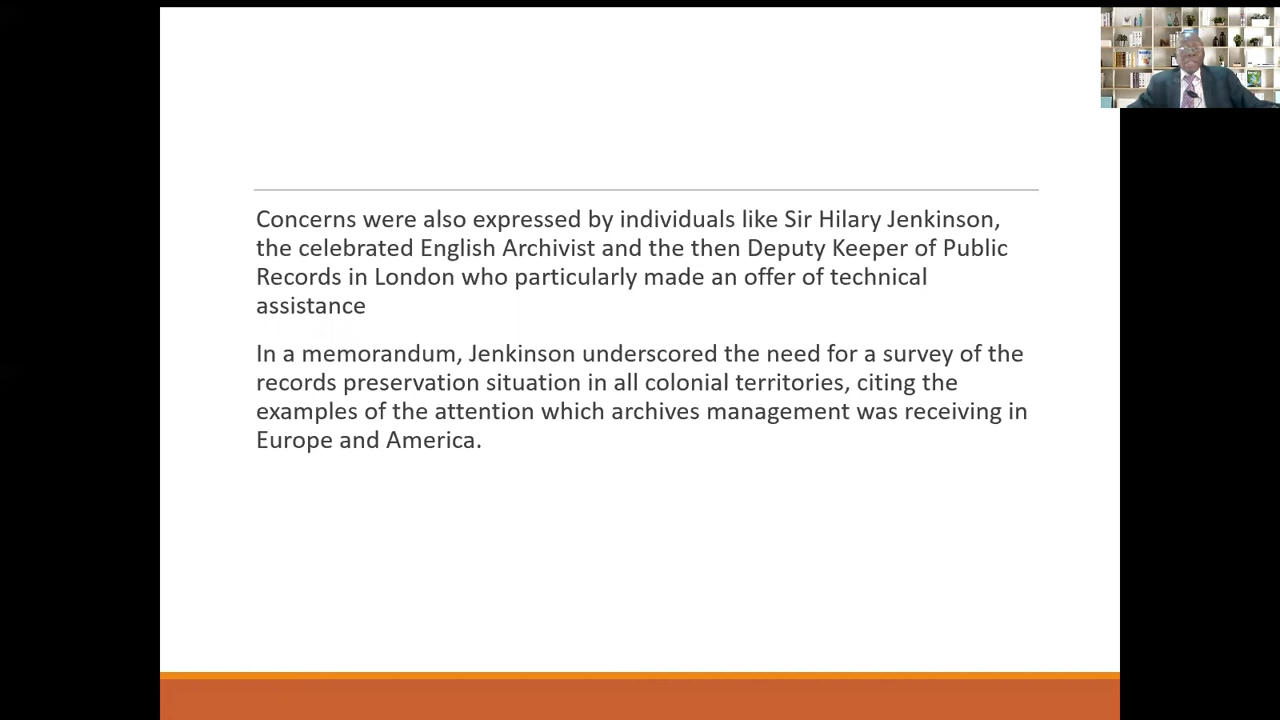 Concerns were also expressed by individuals like Sir Hilary Jenkinson,
the celebrated English Archivist and the then Deputy Keeper of Public
Records in London who particularly made an offer of technical
assistance
In a memorandum, Jenkinson underscored the need for a survey of the
records preservation situation in all colonial territories, citing the
examples of the attention which archives management was receiving in
Europe and America.